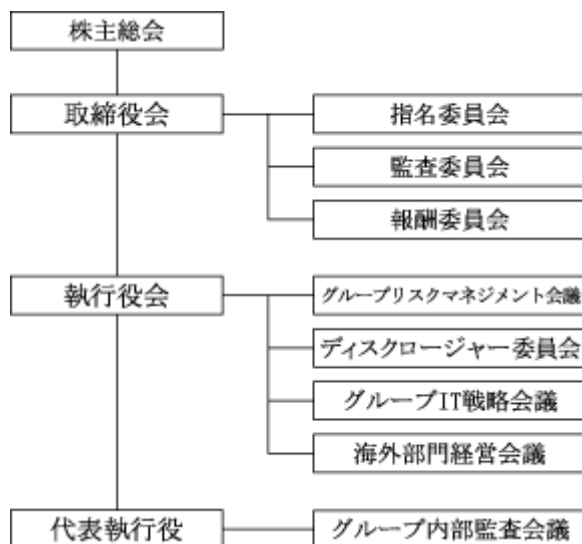 株主総会
取締役会
指名委員会
監査委員会
報酬委員会
執行役会
グループリスクマネジメント会議
ディスクロージャー委員会
グループIT戦略会議
海外部門経営会議
代表執行役
グループ内部監査会議